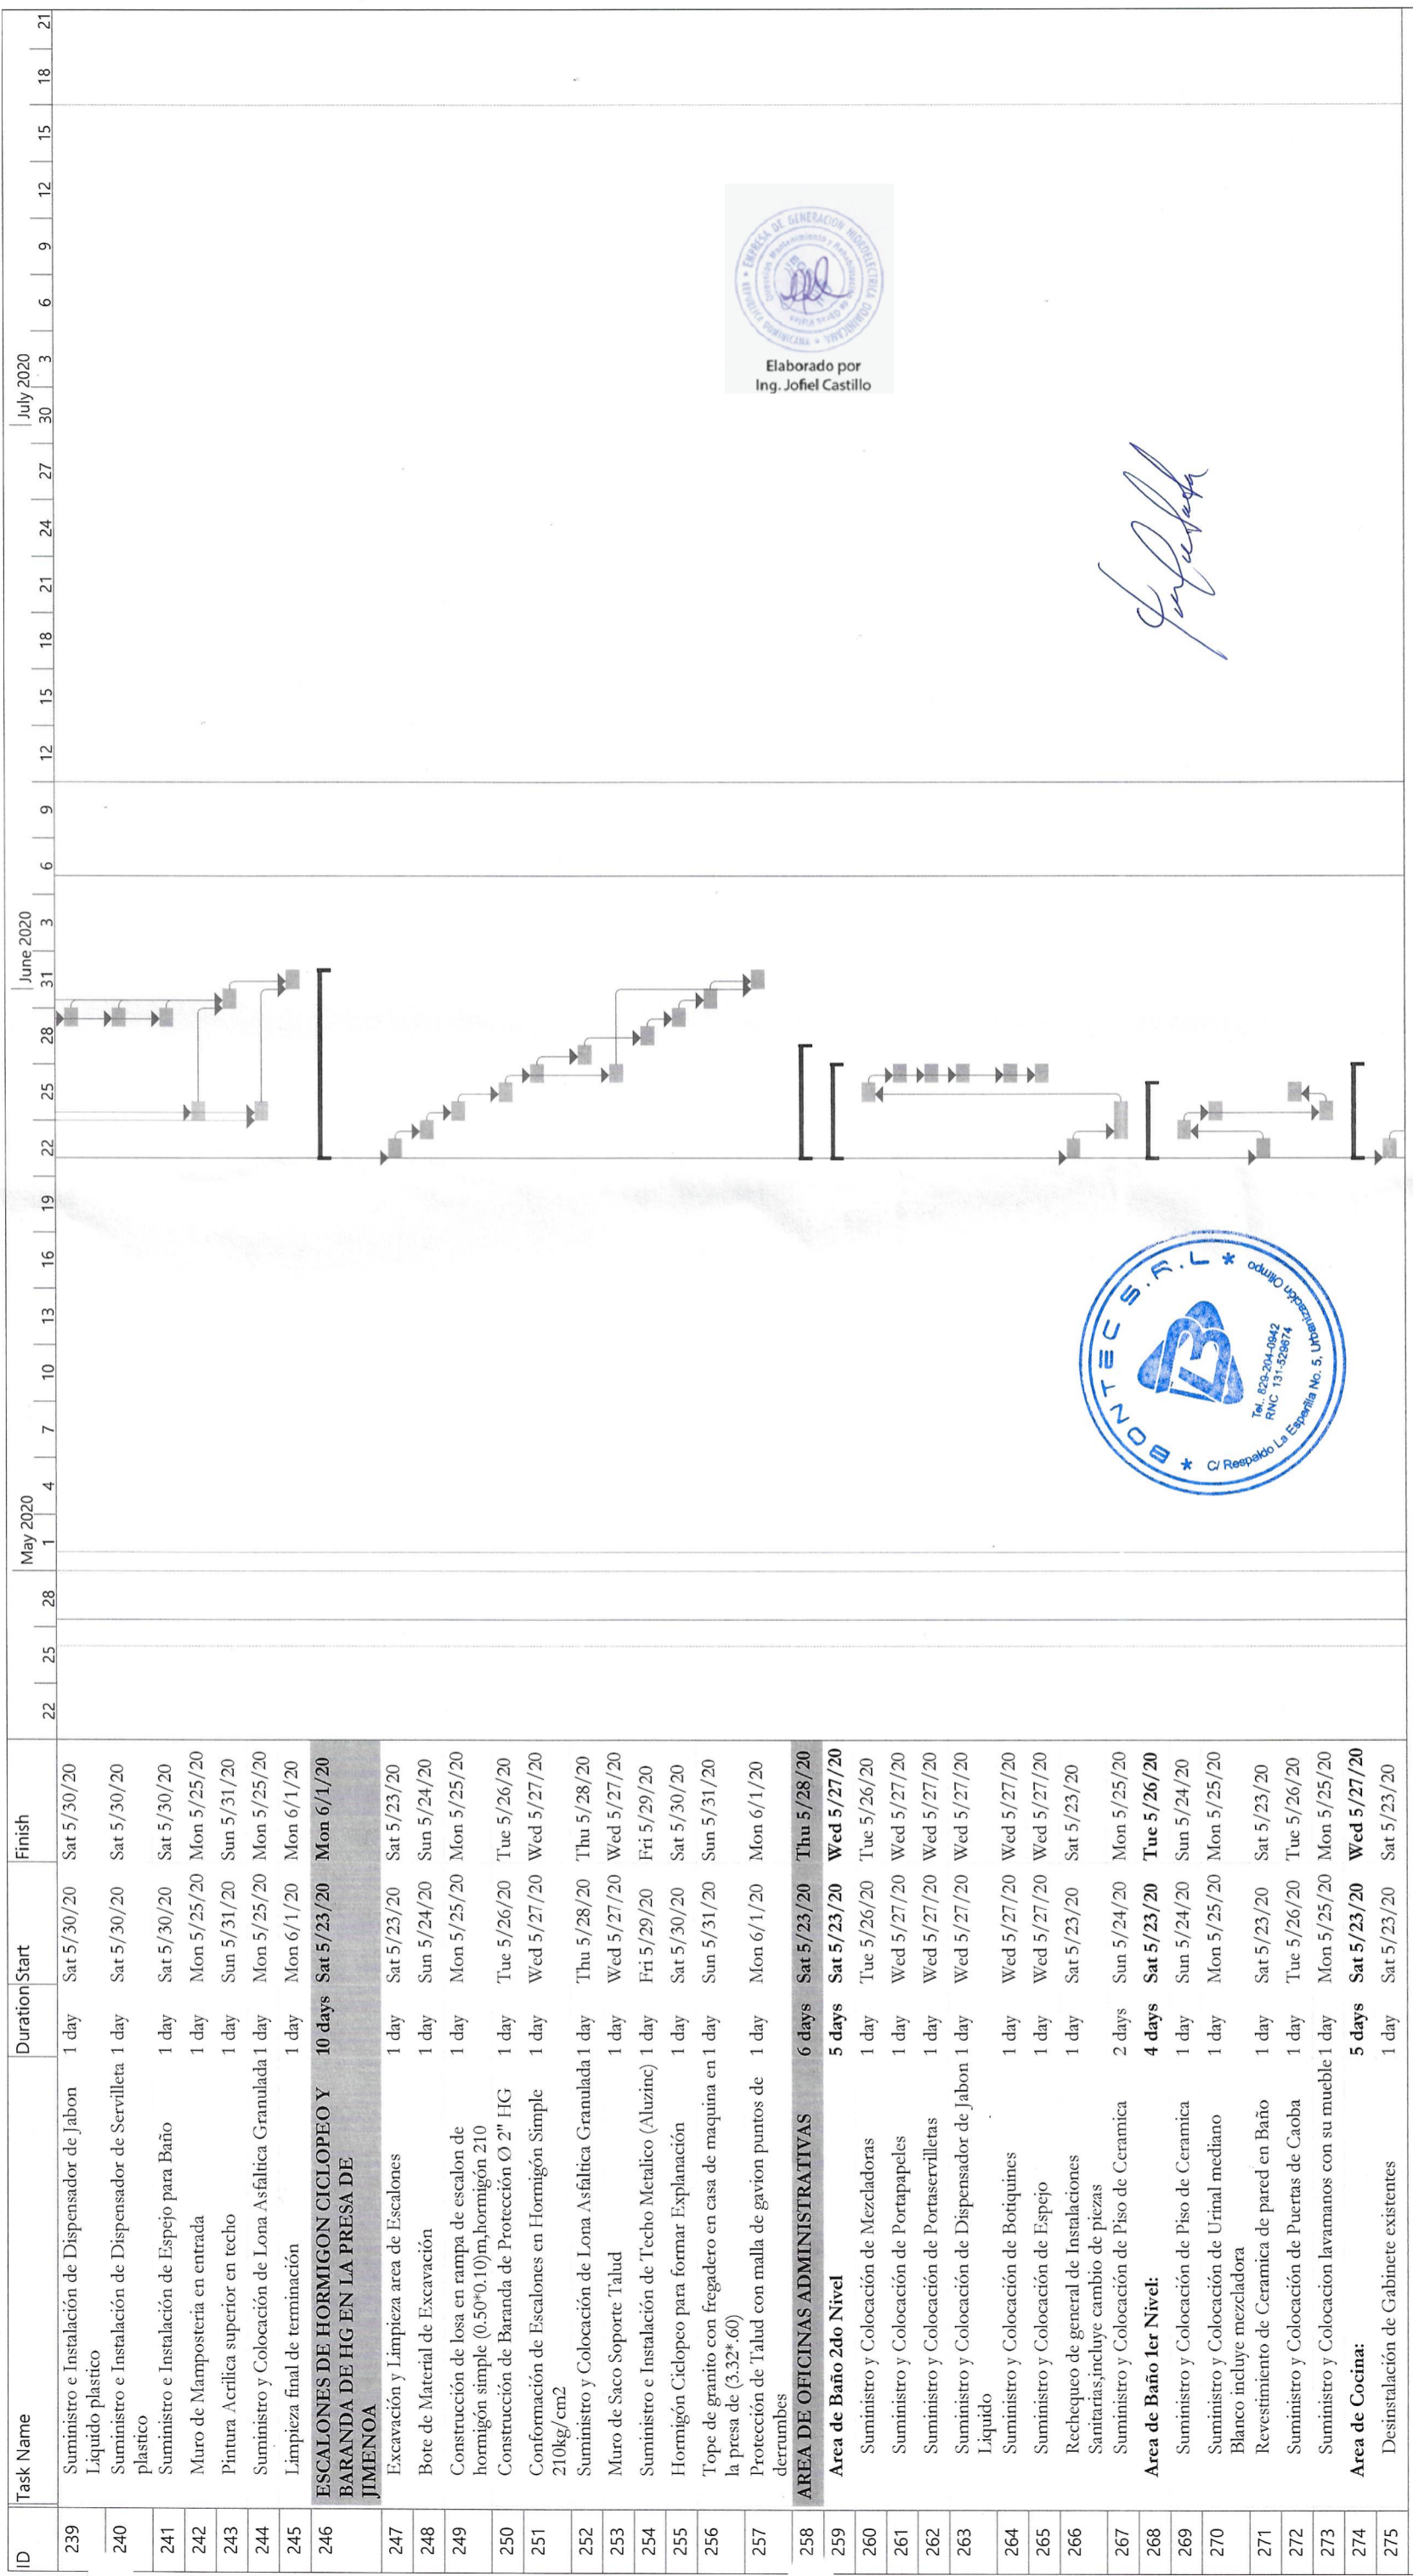 ID Task Name Duration Start Finish
May 2020 June 2020 July 2020
22 25 28 1 4 7 10 13 16 19 22 25 28 31 3 6 9 12 15 18 21 24 27 30 3 6 9 12 15 18 21
239 Suministro e Instalación de Dispensador de Jabon 1 day Sat 5/30/20 Sat 5/30/20
Liquido plastico
240 Suministro e Instalación de Dispensador de Servilleta 1 day Sat 5/30/20 Sat 5/30/20
plastico
241 Suministro e Instalación de Espejo para Baño 1 day Sat 5/30/20 Sat 5/30/20
242 Muro de Mampostería en entrada 1 day Mon 5/25/20 Mon 5/25/20
243 Pintura Acrílica superior en techo 1 day Sun 5/31/20 Sun 5/31/20
244 Suministro y Colocación de Lona Asfáltica Granulada 1 day Mon 5/25/20 Mon 5/25/20
245 Limpieza final de terminación 1 day Mon 6/1/20 Mon 6/1/20
246 ESCALONES DE HORMIGON CICLOPEO Y 10 days Sat 5/23/20 Mon 6/1/20
BARANDA DE HG EN LA PRESA DE
JIMENOA
247 Excavación y Limpieza area de Escalones 1 day Sat 5/23/20 Sat 5/23/20
248 Bote de Material de Excavación 1 day Sun 5/24/20 Sun 5/24/20
249 Construcción de losa en rampa de escalon de 1 day Mon 5/25/20 Mon 5/25/20
hormigón simple (0.50*0.10)m,hormigón 210
250 Construcción de Baranda de Protección Ø 2" HG 1 day Tue 5/26/20 Tue 5/26/20
251 Conformación de Escalones en Hormigón Simple 1 day Wed 5/27/20 Wed 5/27/20
210kg/cm2
252 Suministro y Colocación de Lona Asfaltica Granulada 1 day Thu 5/28/20 Thu 5/28/20
253 Muro de Saco Soporte Talud 1 day Wed 5/27/20 Wed 5/27/20
254 Suministro e Instalación de Techo Metalico (Aluzinc) 1 day Fri 5/29/20 Fri 5/29/20
255 Hormigón Ciclopeo para formar Explanación 1 day Sat 5/30/20 Sat 5/30/20
256 Tope de granito con fregadero en casa de maquina en 1 day Sun 5/31/20 Sun 5/31/20
la presa de (3.32*.60)
257 Protección de Talud con malla de gavion puntos de 1 day Mon 6/1/20 Mon 6/1/20
derrumbes
258 AREA DE OFICINAS ADMINISTRATIVAS 6 days Sat 5/23/20 Thu 5/28/20
259 Area de Baño 2do Nivel 5 days Sat 5/23/20 Wed 5/27/20
260 Suministro y Colocación de Mezcladoras 1 day Tue 5/26/20 Tue 5/26/20
261 Suministro y Colocación de Portapapeles 1 day Wed 5/27/20 Wed 5/27/20
262 Suministro y Colocación de Portaservilletas 1 day Wed 5/27/20 Wed 5/27/20
263 Suministro y Colocación de Dispensador de Jabon 1 day Wed 5/27/20 Wed 5/27/20
Liquido
264 Suministro y Colocación de Botiquines 1 day Wed 5/27/20 Wed 5/27/20
265 Suministro y Colocación de Espejo 1 day Wed 5/27/20 Wed 5/27/20
266 Rechequeo de general de Instalaciones 1 day Sat 5/23/20 Sat 5/23/20
Sanitarias,incluye cambio de piezas
267 Suministro y Colocación de Piso de Ceramica 2 days Sun 5/24/20 Mon 5/25/20
268 Area de Baño 1er Nivel: 4 days Sat 5/23/20 Tue 5/26/20
269 Suministro y Colocación de Piso de Ceramica 1 day Sun 5/24/20 Sun 5/24/20
270 Suministro y Colocación de Urinal mediano 1 day Mon 5/25/20 Mon 5/25/20
Blanco incluye mezcladora
271 Revestimiento de Ceramica de pared en Baño 1 day Sat 5/23/20 Sat 5/23/20
272 Suministro y Colocación de Puertas de Caoba 1 day Tue 5/26/20 Tue 5/26/20
273 Suministro y Colocacion lavamanos con su mueble 1 day Mon 5/25/20 Mon 5/25/20
274 Area de Cocina: 5 days Sat 5/23/20 Wed 5/27/20
275 Desinstalación de Gabinete existentes 1 day Sat 5/23/20 Sat 5/23/20
* BONTEC S.R.L *
Tel.. 829-204-0942
RNC 131-529674
C/ Respaldo La Esperilla No. 5, Urbanización Olimpo
EMPRESA DE GENERACION HIDROELECTRICA DOMINICANA * REPUBLICA DOMINICANA *
Mantenimiento y Rehabilitación
Elaborado por
Ing. Jofiel Castillo